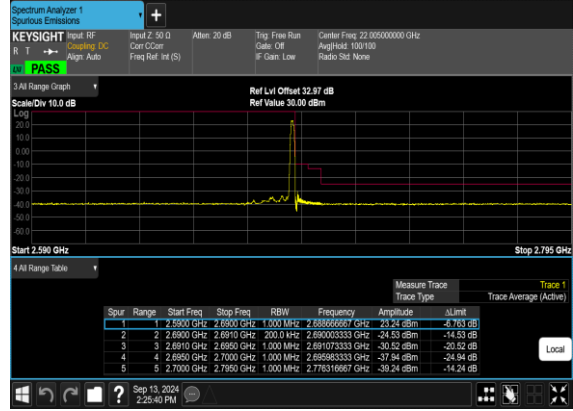 Spectrum Analyzer 1
Spurious Emissions
KEYSIGHT Input: RF Input Z: 50 Ω Atten: 20 dB Trig: Free Run Center Freq: 22.005000000 GHz
R T Coupling: DC Corr CCorr Gate: Off Avg|Hold: 100/100
Align: Auto Freq Ref: Int (S) IF Gain: Low Radio Std: None
PASS
3 All Range Graph
Ref Lvl Offset 32.97 dB
Scale/Div 10.0 dB Ref Value 30.00 dBm
Log
20.0
10.0
0.00
-10.0
-20.0
-30.0
-40.0
-50.0
-60.0
Start 2.590 GHz Stop 2.795 GHz
4 All Range Table
Measure Trace Trace 1
Trace Type Trace Average (Active)
Spur Range Start Freq Stop Freq RBW Frequency Amplitude ΔLimit
1 1 2.5900 GHz 2.6900 GHz 1.000 MHz 2.688666667 GHz 23.24 dBm -6.763 dB
2 2 2.6900 GHz 2.6910 GHz 200.0 kHz 2.690003333 GHz -24.53 dBm -14.53 dB
3 3 2.6910 GHz 2.6950 GHz 1.000 MHz 2.691073333 GHz -30.52 dBm -20.52 dB
4 4 2.6950 GHz 2.7000 GHz 1.000 MHz 2.695983333 GHz -37.94 dBm -24.94 dB
5 5 2.7000 GHz 2.7950 GHz 1.000 MHz 2.776316667 GHz -39.24 dBm -14.24 dB
Local
Sep 13, 2024
2:25:40 PM